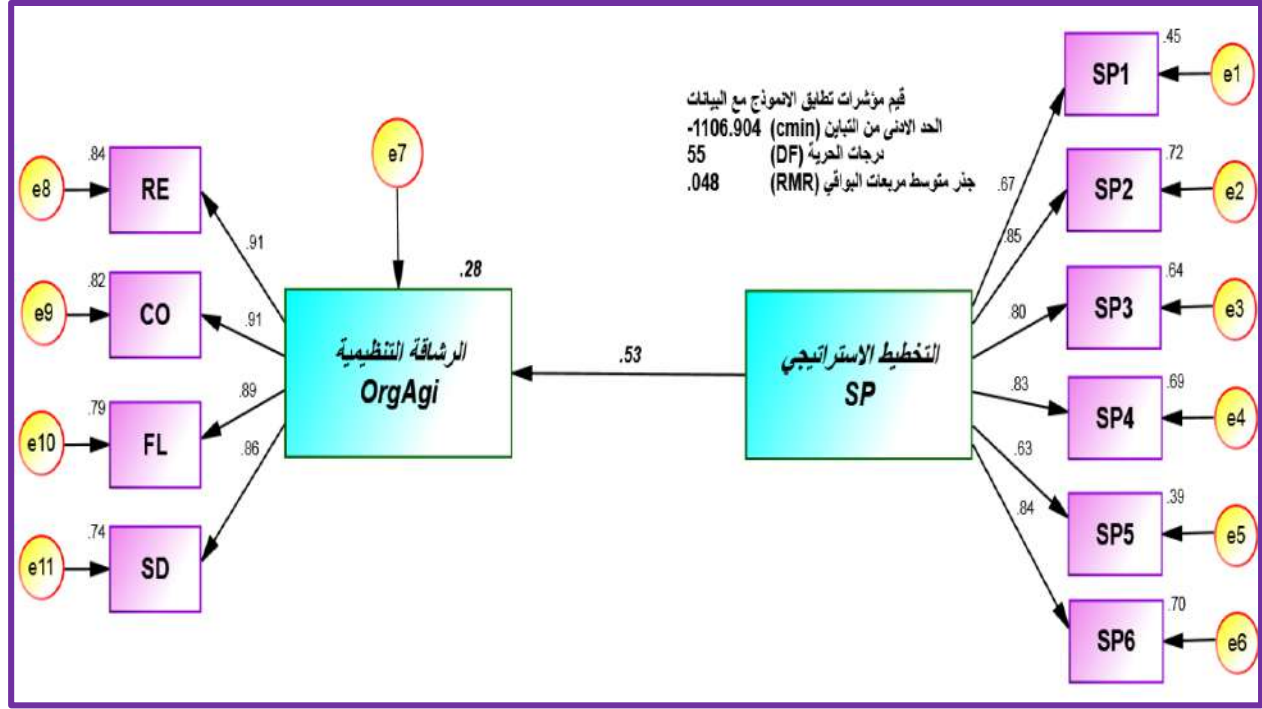 قيم مؤشرات تطابق الانموذج مع البيانات
الحد الادنى من التباين (cmin) 1106.904-
درجات الحرية (DF) 55
جذر متوسط مربعات البواقي (RMR) .048
.84
e8
RE
.91
.82
e9
CO
.91
.79
e10
FL
.89
.74
e11
SD
.86
e7
.28
الرشاقة التنظيمية
OrgAgi
.53
التخطيط الاستراتيجي
SP
.67
.45
SP1
e1
.85
.72
SP2
e2
.80
.64
SP3
e3
.83
.69
SP4
e4
.63
.39
SP5
e5
.84
.70
SP6
e6